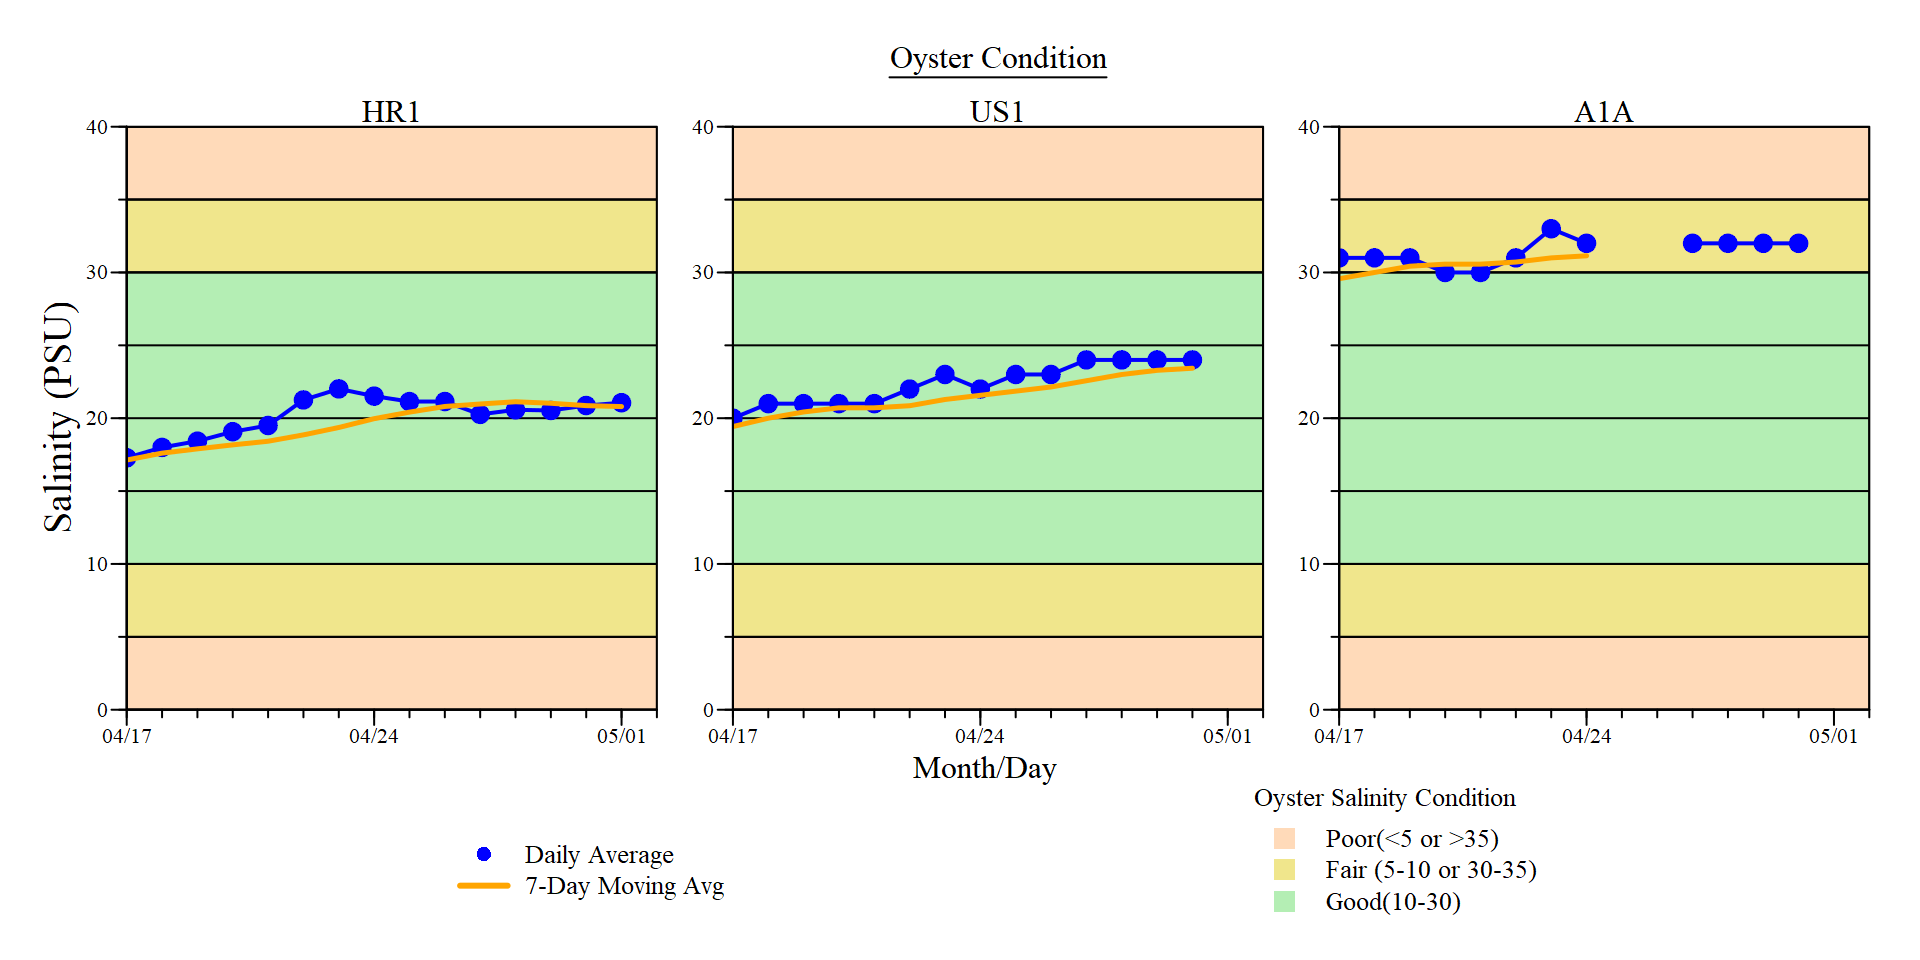 Oyster Condition
HR1
US1
A1A
40
30
20
10
0
40
30
20
10
0
40
30
20
10
0
Salinity (PSU)
04/17
04/24
05/01
04/17
04/24
05/01
04/17
04/24
05/01
Month/Day
Daily Average
7-Day Moving Avg
Oyster Salinity Condition
Poor(<5 or >35)
Fair (5-10 or 30-35)
Good(10-30)